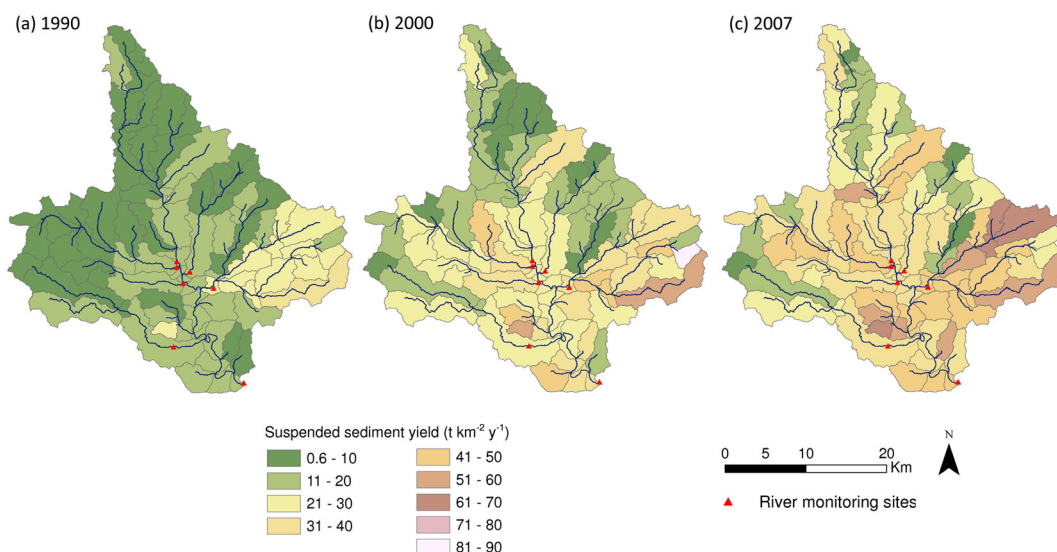 (a) 1990
(b) 2000
(c) 2007
Suspended sediment yield (t km⁻² y⁻¹)
0.6 - 10
11 - 20
21 - 30
31 - 40
41 - 50
51 - 60
61 - 70
71 - 80
81 - 90
0 5 10 20
Km
N
River monitoring sites